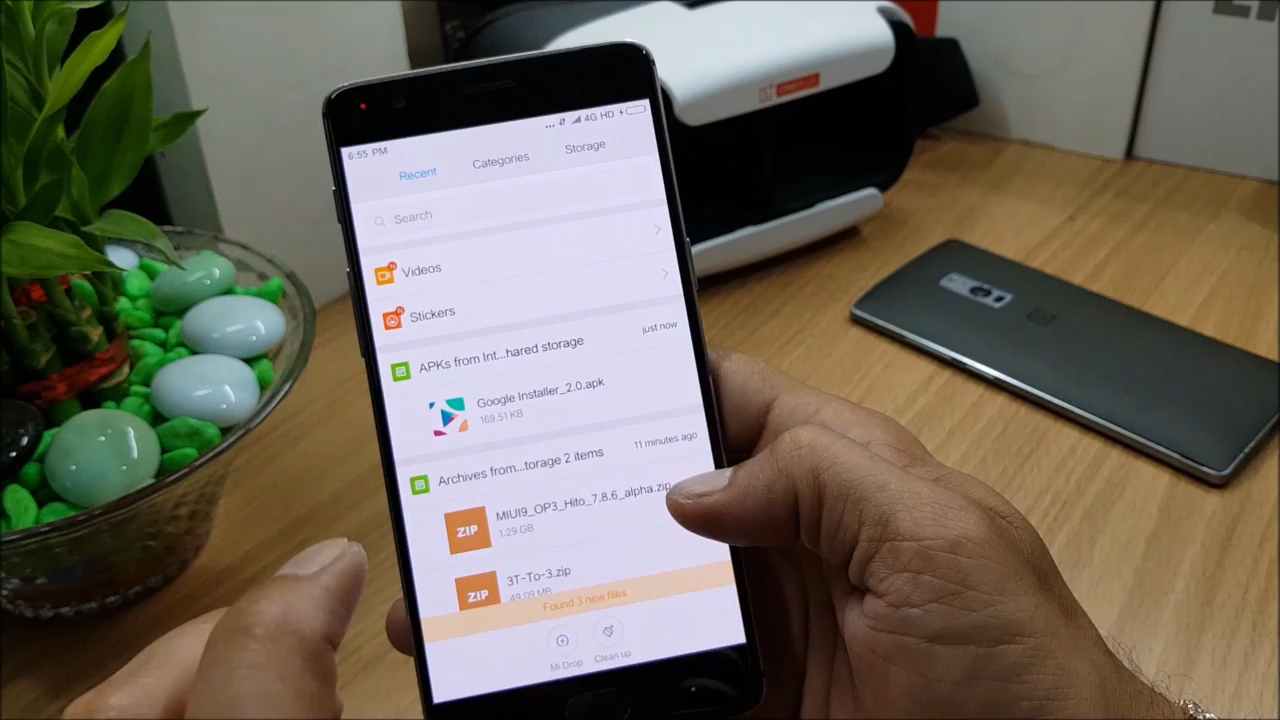 6:55 PM
... 4G HD
Recent Categories Storage
Search
Videos
Stickers
APKs from Int...hared storage just now
Google Installer_2.0.apk
169.51 KB
Archives from...torage 2 items 11 minutes ago
ZIP MIUI9_OP3_Hito_7.8.6_alpha.zip
1.29 GB
ZIP 3T-To-3.zip
49.09 MB
Found 3 new files
Mi Drop Clean up